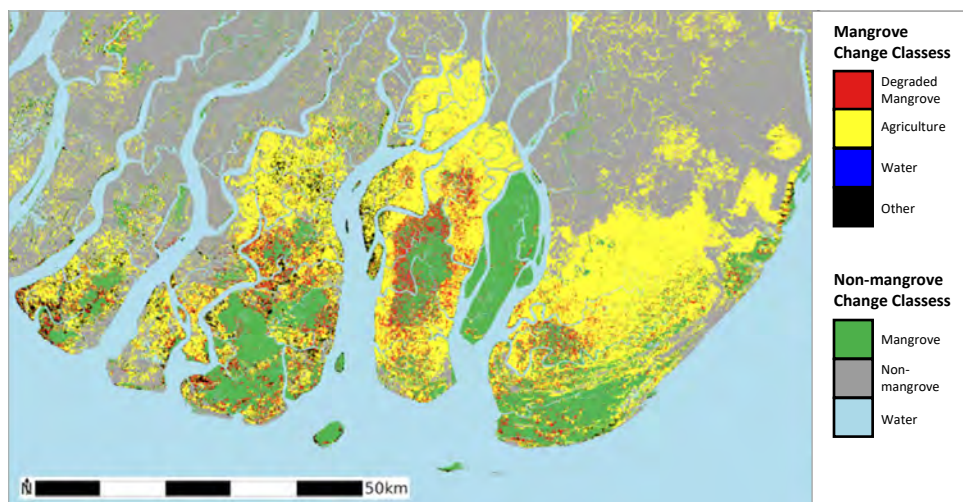 Mangrove
Change Classess
Degraded
Mangrove
Agriculture
Water
Other
Non-mangrove
Change Classess
Mangrove
Non-
mangrove
Water
N
50km